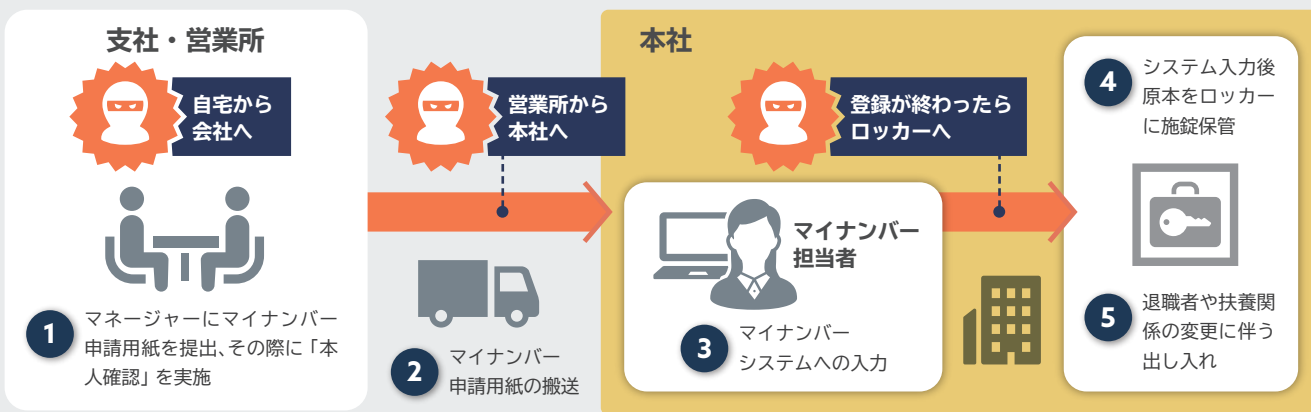 支社・営業所
自宅から
会社へ
1
マネージャーにマイナンバー
申請用紙を提出、その際に「本
人確認」を実施
営業所から
本社へ
2
マイナンバー
申請用紙の搬送
本社
登録が終わったら
ロッカーへ
マイナンバー
担当者
3
マイナンバー
システムへの入力
4
システム入力後
原本をロッカー
に施錠保管
5
退職者や扶養関
係の変更に伴う
出し入れ